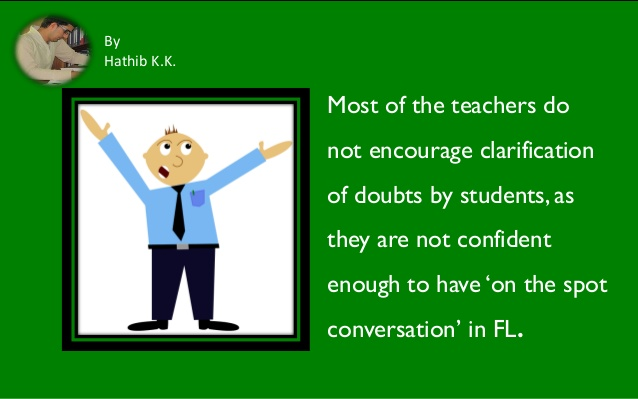 By
Hathib K.K.
Most of the teachers do
not encourage clarification
of doubts by students, as
they are not confident
enough to have ‘on the spot
conversation’ in FL.